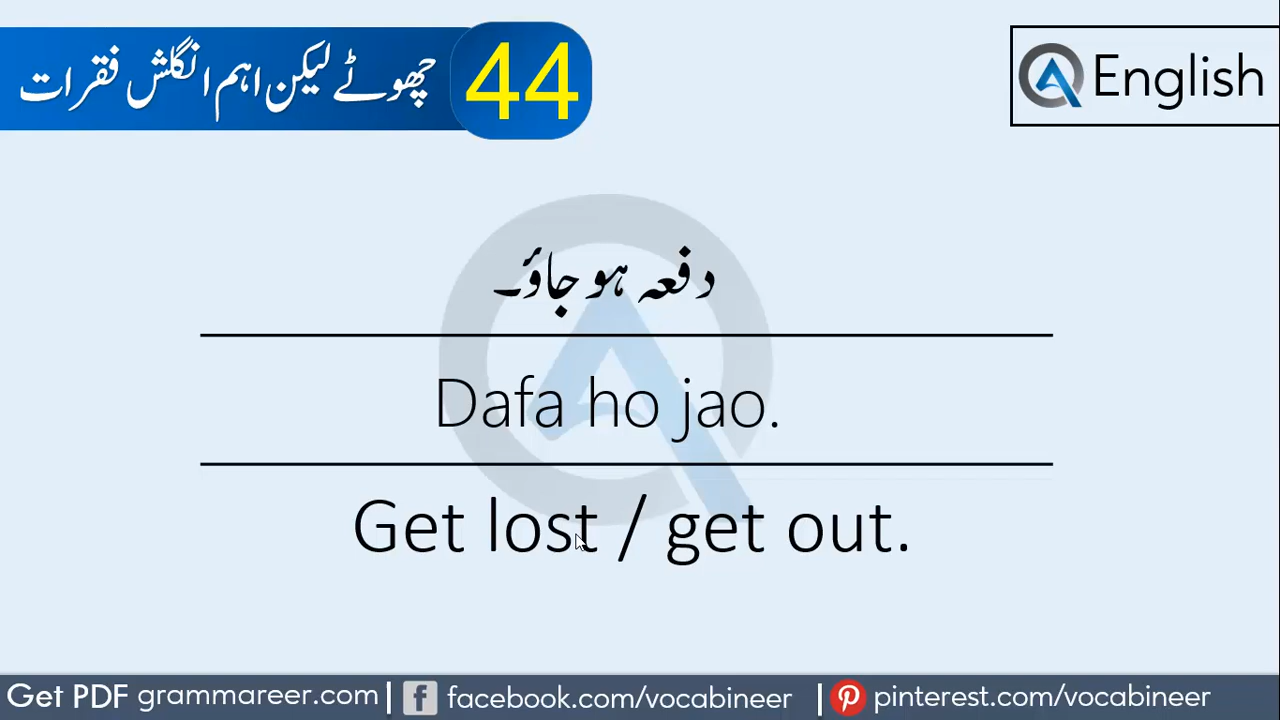 44 چھوٹے لیکن اہم انگلش فقرات
English
دفعہ ہو جاؤ۔
Dafa ho jao.
Get lost / get out.
Get PDF grammareer.com | facebook.com/vocabineer | pinterest.com/vocabineer